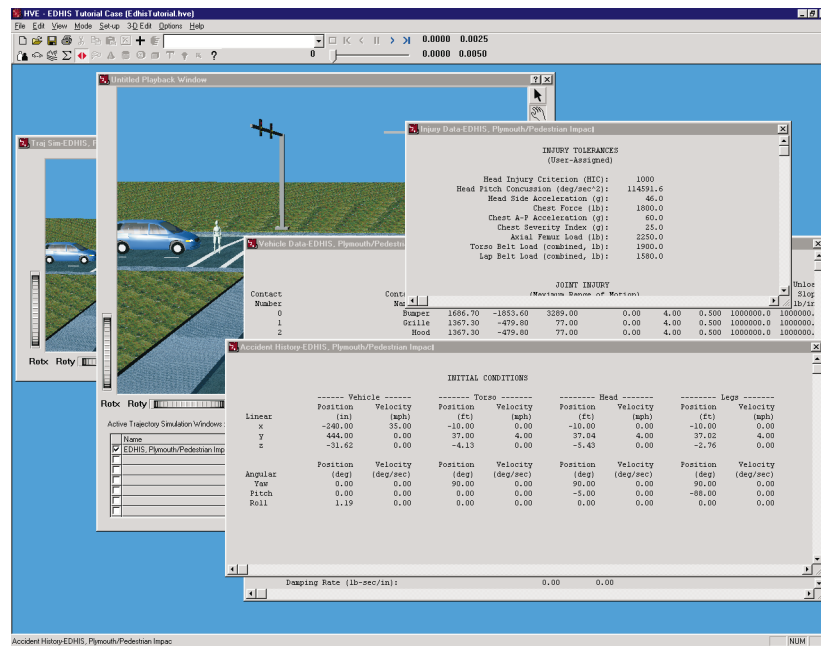 HVE - EDHIS Tutorial Case (EdhisTutorial.hve)
File Edit View Mode Set-up 3-D Edit Options Help
0.0000 0.0025
0 0.0000 0.0050
Untitled Playback Window
Traj Sim-EDHIS, F
Rotx Roty
Rotx Roty
Active Trajectory Simulation Windows:
Name
EDHIS, Plymouth/Pedestrian Imp
Injury Data-EDHIS, Plymouth/Pedestrian Impact
INJURY TOLERANCES
(User-Assigned)
Head Injury Criterion (HIC): 1000
Head Pitch Concussion (deg/sec^2): 114591.6
Head Side Acceleration (g): 46.0
Chest Force (lb): 1800.0
Chest A-P Acceleration (g): 60.0
Chest Severity Index (g): 25.0
Axial Femur Load (lb): 2250.0
Torso Belt Load (combined, lb): 1900.0
Lap Belt Load (combined, lb): 1580.0
JOINT INJURY
(Maximum Range of Motion)
Vehicle Data-EDHIS, Plymouth/Pedestri
Unloa
Contact Conta Slop
Number Nam lb/in
0 Bumper 1686.70 -1853.60 3289.00 0.00 4.00 0.500 1000000.0 1000000.
1 Grille 1367.30 -479.80 77.00 0.00 4.00 0.500 1000000.0 1000000.
2 Hood 1367.30 -479.80 77.00 0.00 4.00 0.500 1000000.0 1000000.
Accident History-EDHIS, Plymouth/Pedestrian Impact
INITIAL CONDITIONS
------ Vehicle ------ ------- Torso ------- -------- Head ------- -------- Legs -------
Position Velocity Position Velocity Position Velocity Position Velocity
Linear (in) (mph) (ft) (mph) (ft) (mph) (ft) (mph)
x -240.00 35.00 -10.00 0.00 -10.00 0.00 -10.00 0.00
y 444.00 0.00 37.00 4.00 37.04 4.00 37.02 4.00
z -31.62 0.00 -4.13 0.00 -5.43 0.00 -2.76 0.00
Position Velocity Position Velocity Position Velocity Position Velocity
Angular (deg) (deg/sec) (deg) (deg/sec) (deg) (deg/sec) (deg) (deg/sec)
Yaw 0.00 0.00 90.00 0.00 90.00 0.00 90.00 0.00
Pitch 0.00 0.00 0.00 0.00 -5.00 0.00 -88.00 0.00
Roll 1.19 0.00 0.00 0.00 0.00 0.00 0.00 0.00
Damping Rate (lb-sec/in): 0.00 0.00
Accident History-EDHIS, Plymouth/Pedestrian Impac
NUM